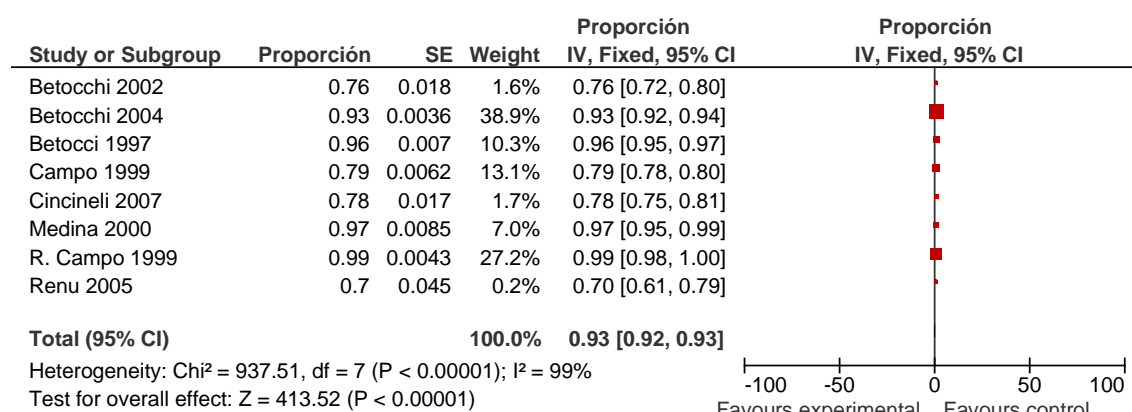 Proporción Proporción
Study or Subgroup Proporción SE Weight IV, Fixed, 95% CI IV, Fixed, 95% CI
Betocchi 2002 0.76 0.018 1.6% 0.76 [0.72, 0.80]
Betocchi 2004 0.93 0.0036 38.9% 0.93 [0.92, 0.94]
Betocci 1997 0.96 0.007 10.3% 0.96 [0.95, 0.97]
Campo 1999 0.79 0.0062 13.1% 0.79 [0.78, 0.80]
Cincineli 2007 0.78 0.017 1.7% 0.78 [0.75, 0.81]
Medina 2000 0.97 0.0085 7.0% 0.97 [0.95, 0.99]
R. Campo 1999 0.99 0.0043 27.2% 0.99 [0.98, 1.00]
Renu 2005 0.7 0.045 0.2% 0.70 [0.61, 0.79]
Total (95% CI) 100.0% 0.93 [0.92, 0.93]
Heterogeneity: Chi² = 937.51, df = 7 (P < 0.00001); I² = 99%
Test for overall effect: Z = 413.52 (P < 0.00001)
-100 -50 0 50 100
Favours experimental Favours control